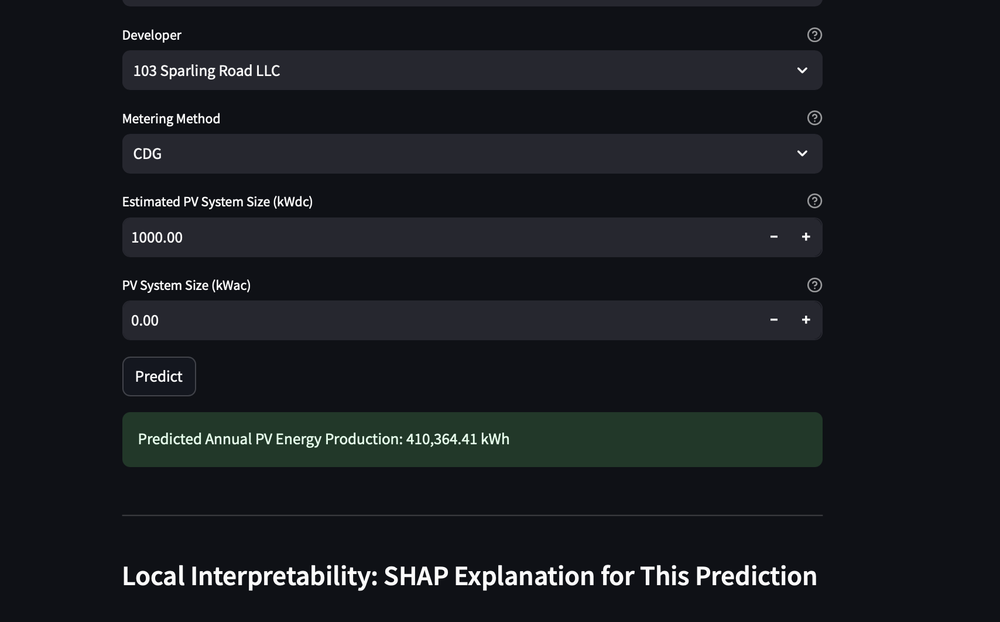 Developer
103 Sparling Road LLC
Metering Method
CDG
Estimated PV System Size (kWdc)
1000.00
PV System Size (kWac)
0.00
Predict
Predicted Annual PV Energy Production: 410,364.41 kWh
Local Interpretability: SHAP Explanation for This Prediction